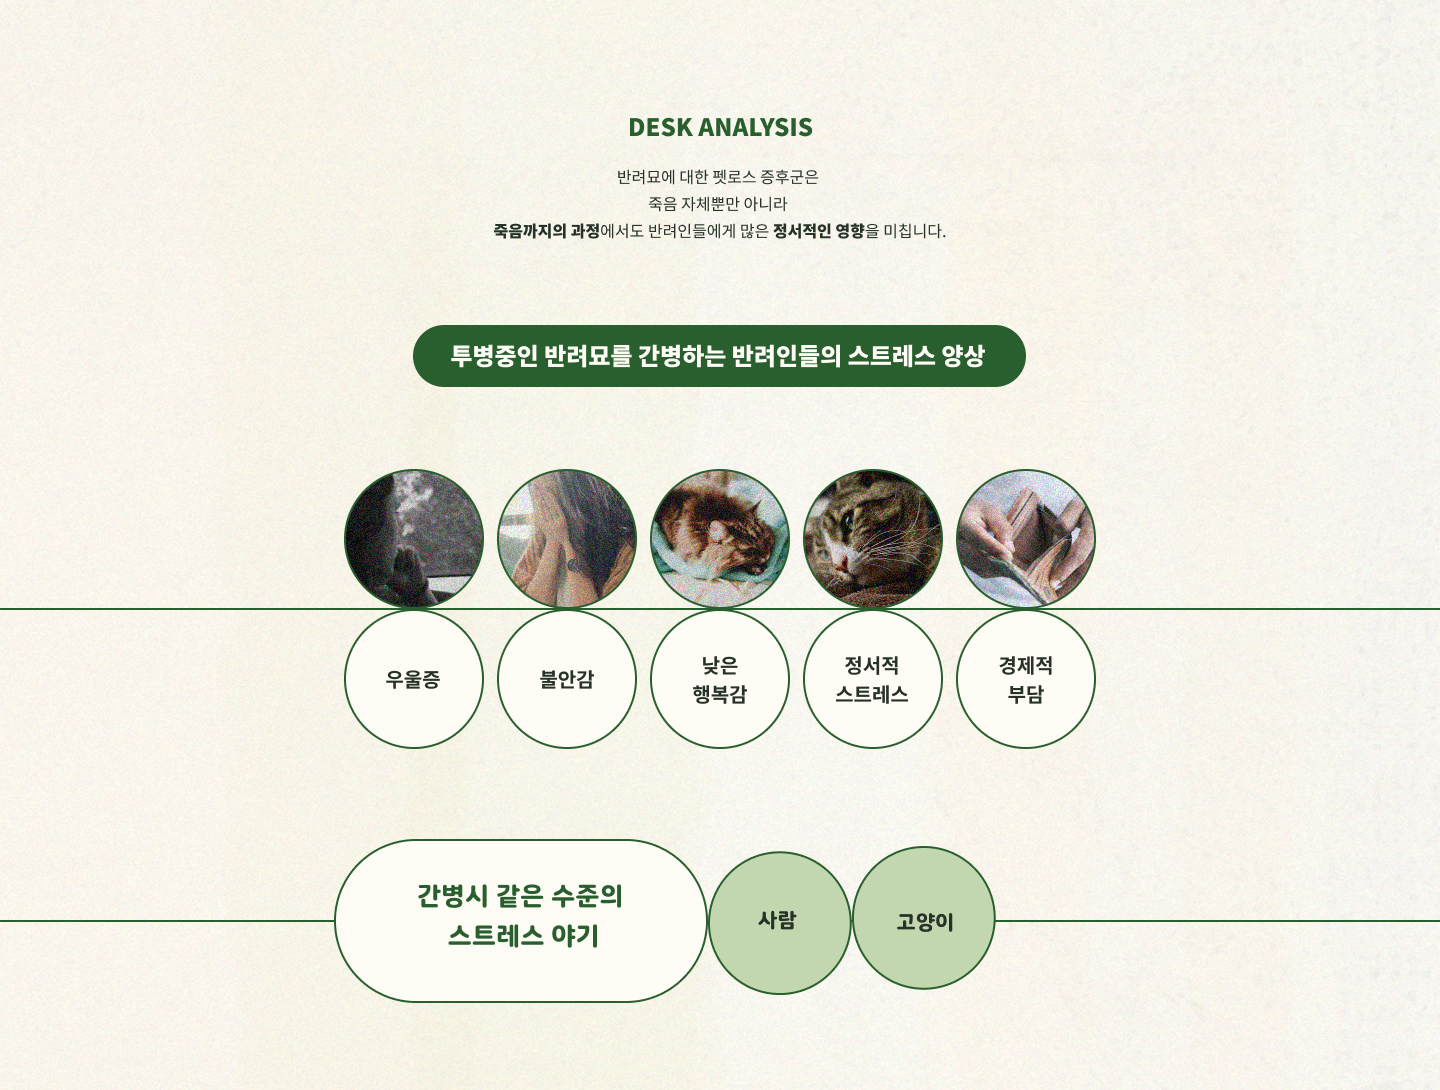 DESK ANALYSIS
반려묘에 대한 펫로스 증후군은
죽음 자체뿐만 아니라
죽음까지의 과정에서도 반려인들에게 많은 정서적인 영향을 미칩니다.
투병중인 반려묘를 간병하는 반려인들의 스트레스 양상
우울증
불안감
낮은
행복감
정서적
스트레스
경제적
부담
간병시 같은 수준의
스트레스 야기
사람
고양이